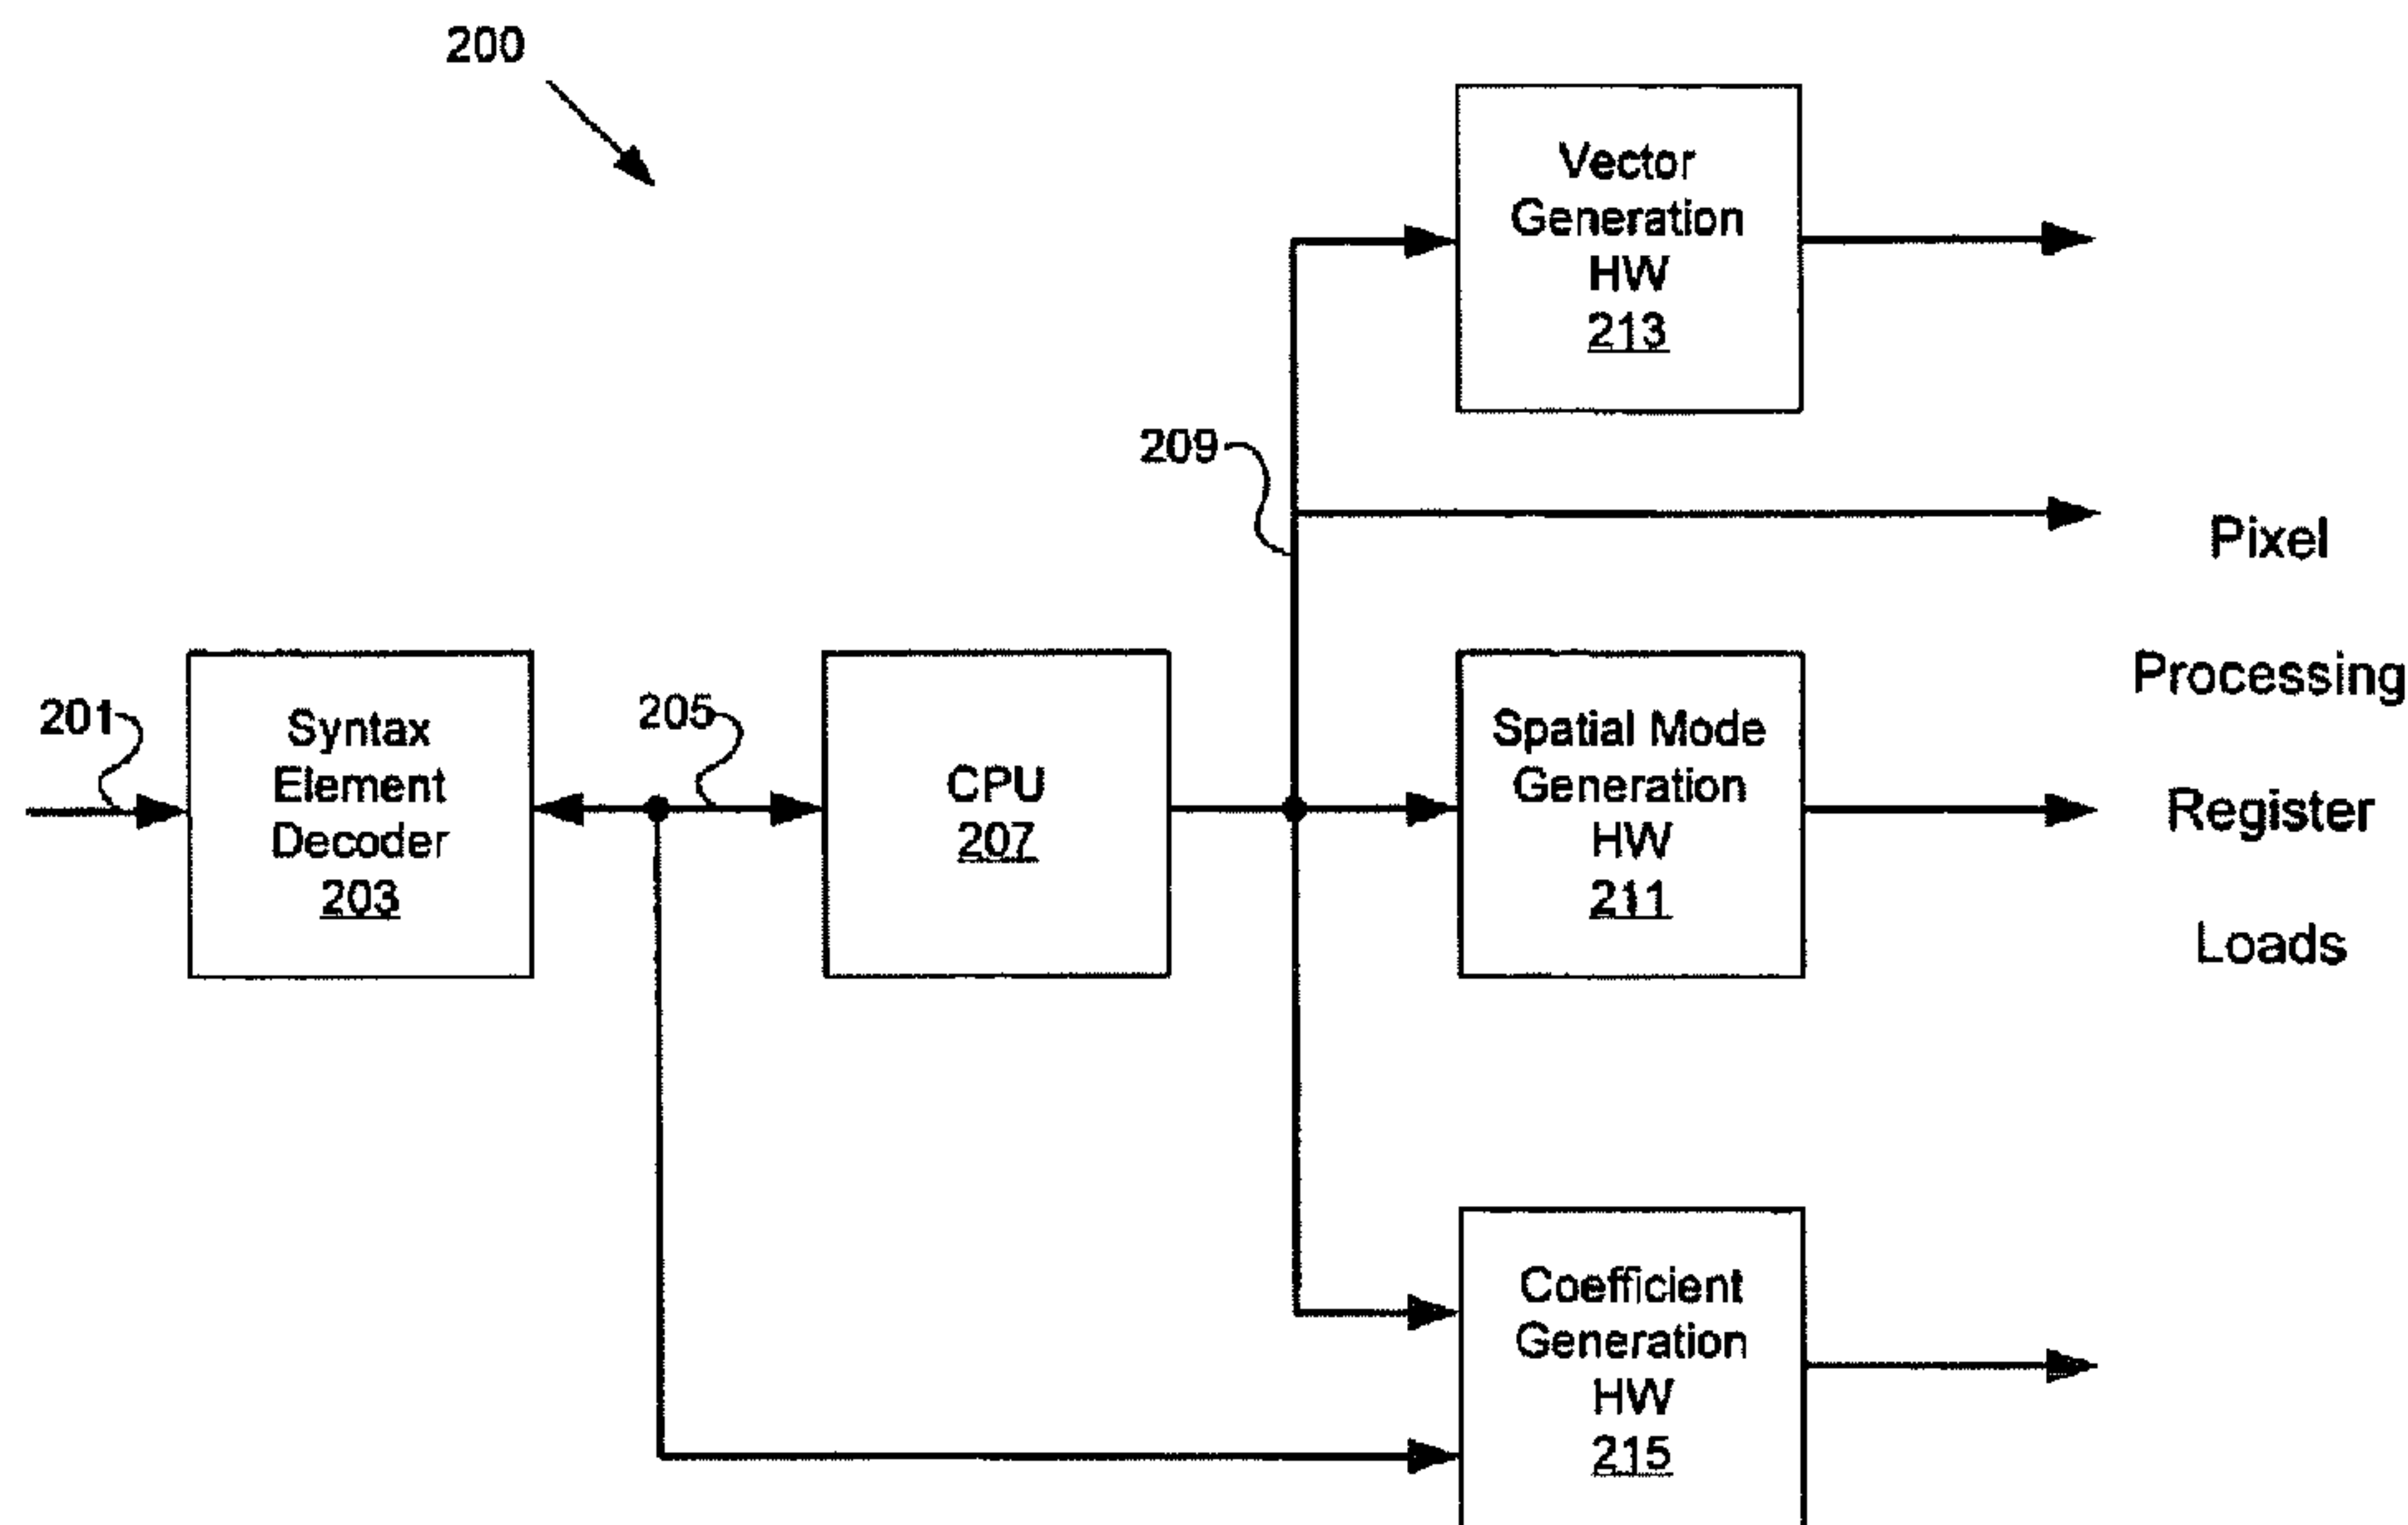 200
Vector
Generation
HW
213
209
Pixel
Processing
Register
Loads
201
Syntax
Element
Decoder
203
205
CPU
207
Spatial Mode
Generation
HW
211
Coefficient
Generation
HW
215